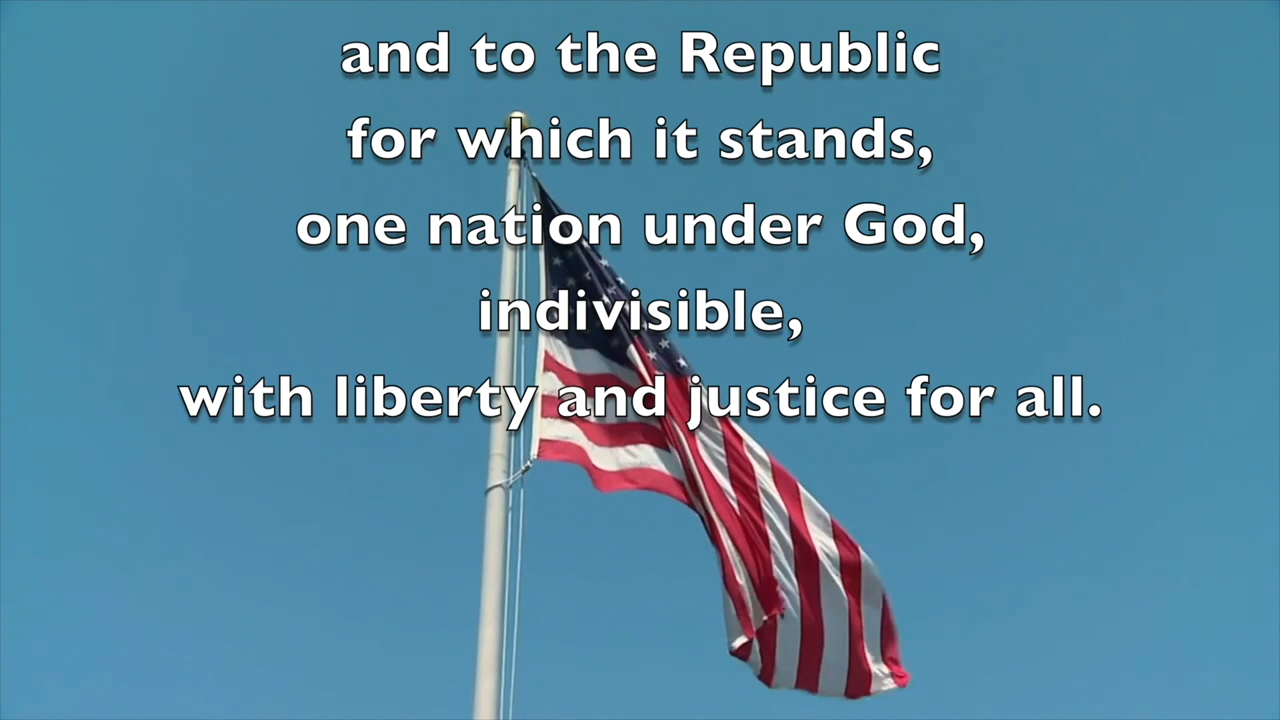 and to the Republic
for which it stands,
one nation under God,
indivisible,
with liberty and justice for all.